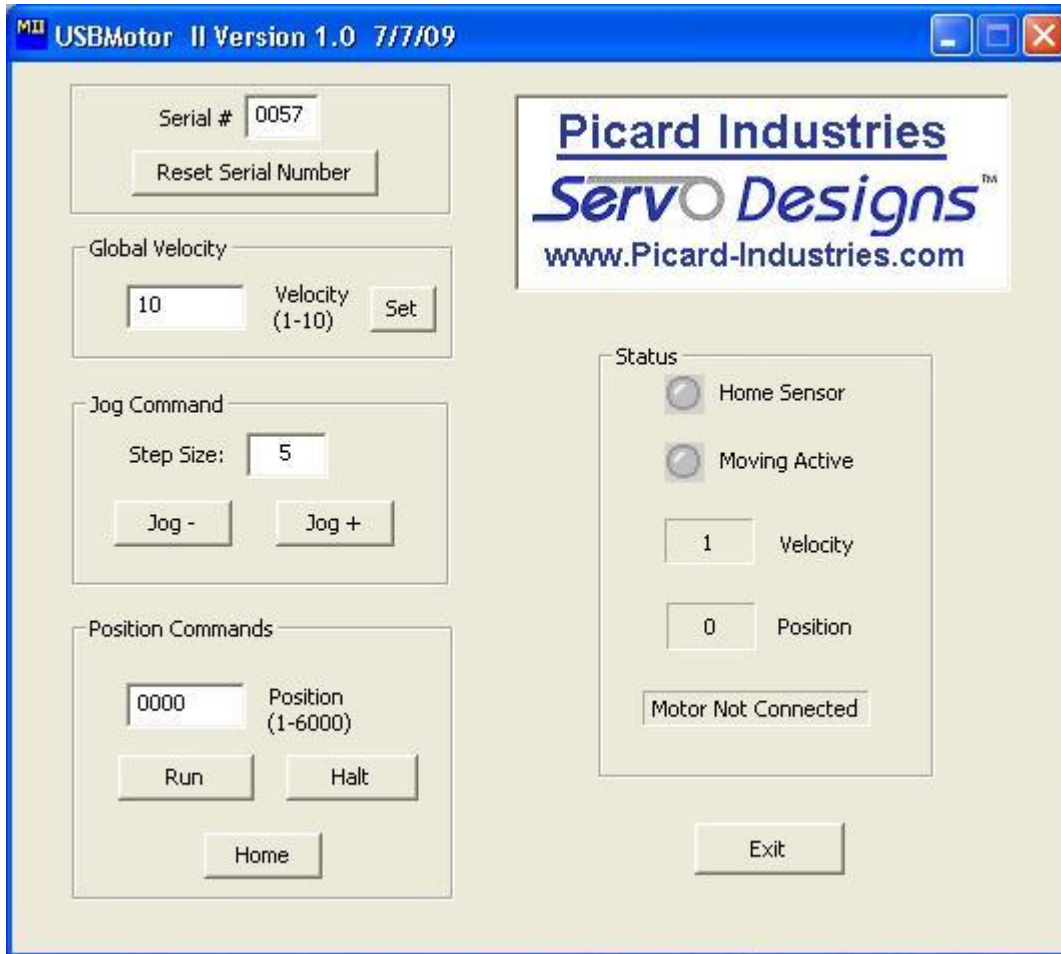 MII USBMotor II Version 1.0 7/7/09
Serial # 0057
Reset Serial Number
Global Velocity
10 Velocity
(1-10)
Set
Jog Command
Step Size: 5
Jog - Jog +
Position Commands
0000 Position
(1-6000)
Run Halt
Home
Picard Industries
Servo Designs™
www.Picard-Industries.com
Status
Home Sensor
Moving Active
1 Velocity
0 Position
Motor Not Connected
Exit